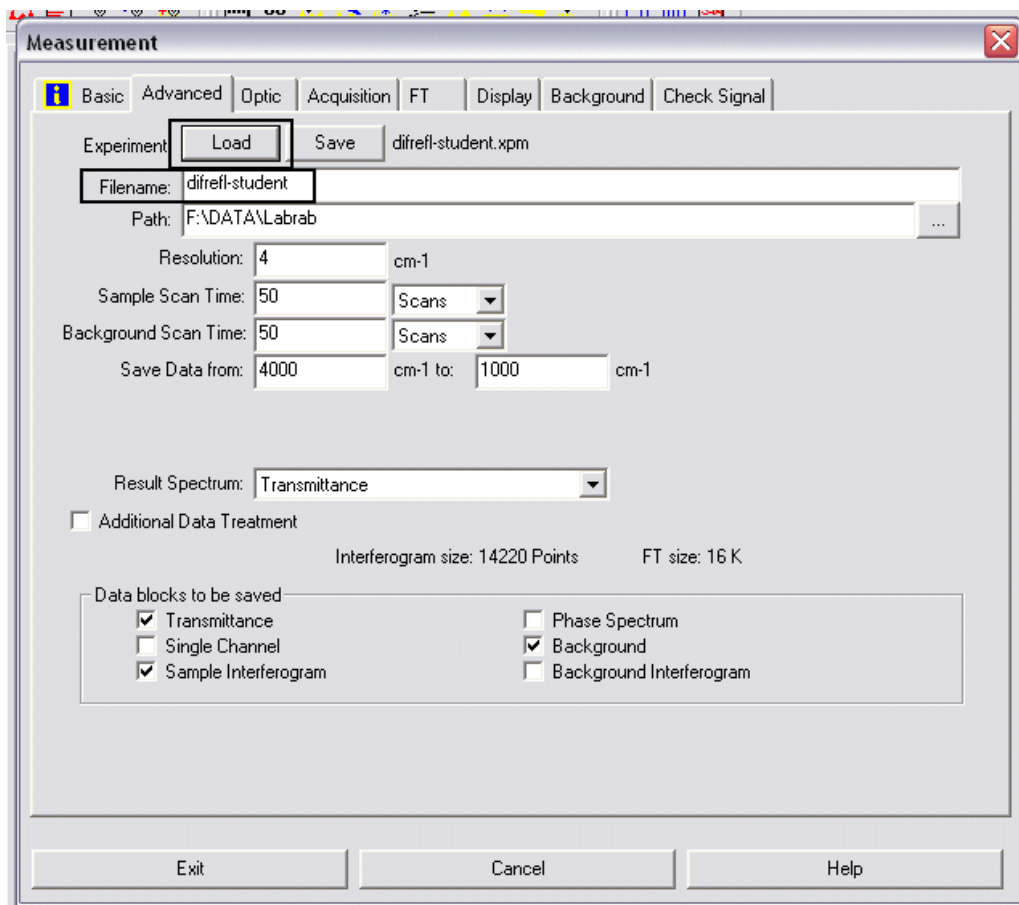 Measurement
i Basic Advanced Optic Acquisition FT Display Background Check Signal
Experiment Load Save difrefl-student.xpm
Filename: difrefl-student
Path: F:\DATA\Labrab ...
Resolution: 4 cm-1
Sample Scan Time: 50 Scans
Background Scan Time: 50 Scans
Save Data from: 4000 cm-1 to: 1000 cm-1
Result Spectrum: Transmittance
Additional Data Treatment
Interferogram size: 14220 Points FT size: 16 K
Data blocks to be saved
Transmittance Phase Spectrum
Single Channel Background
Sample Interferogram Background Interferogram
Exit Cancel Help